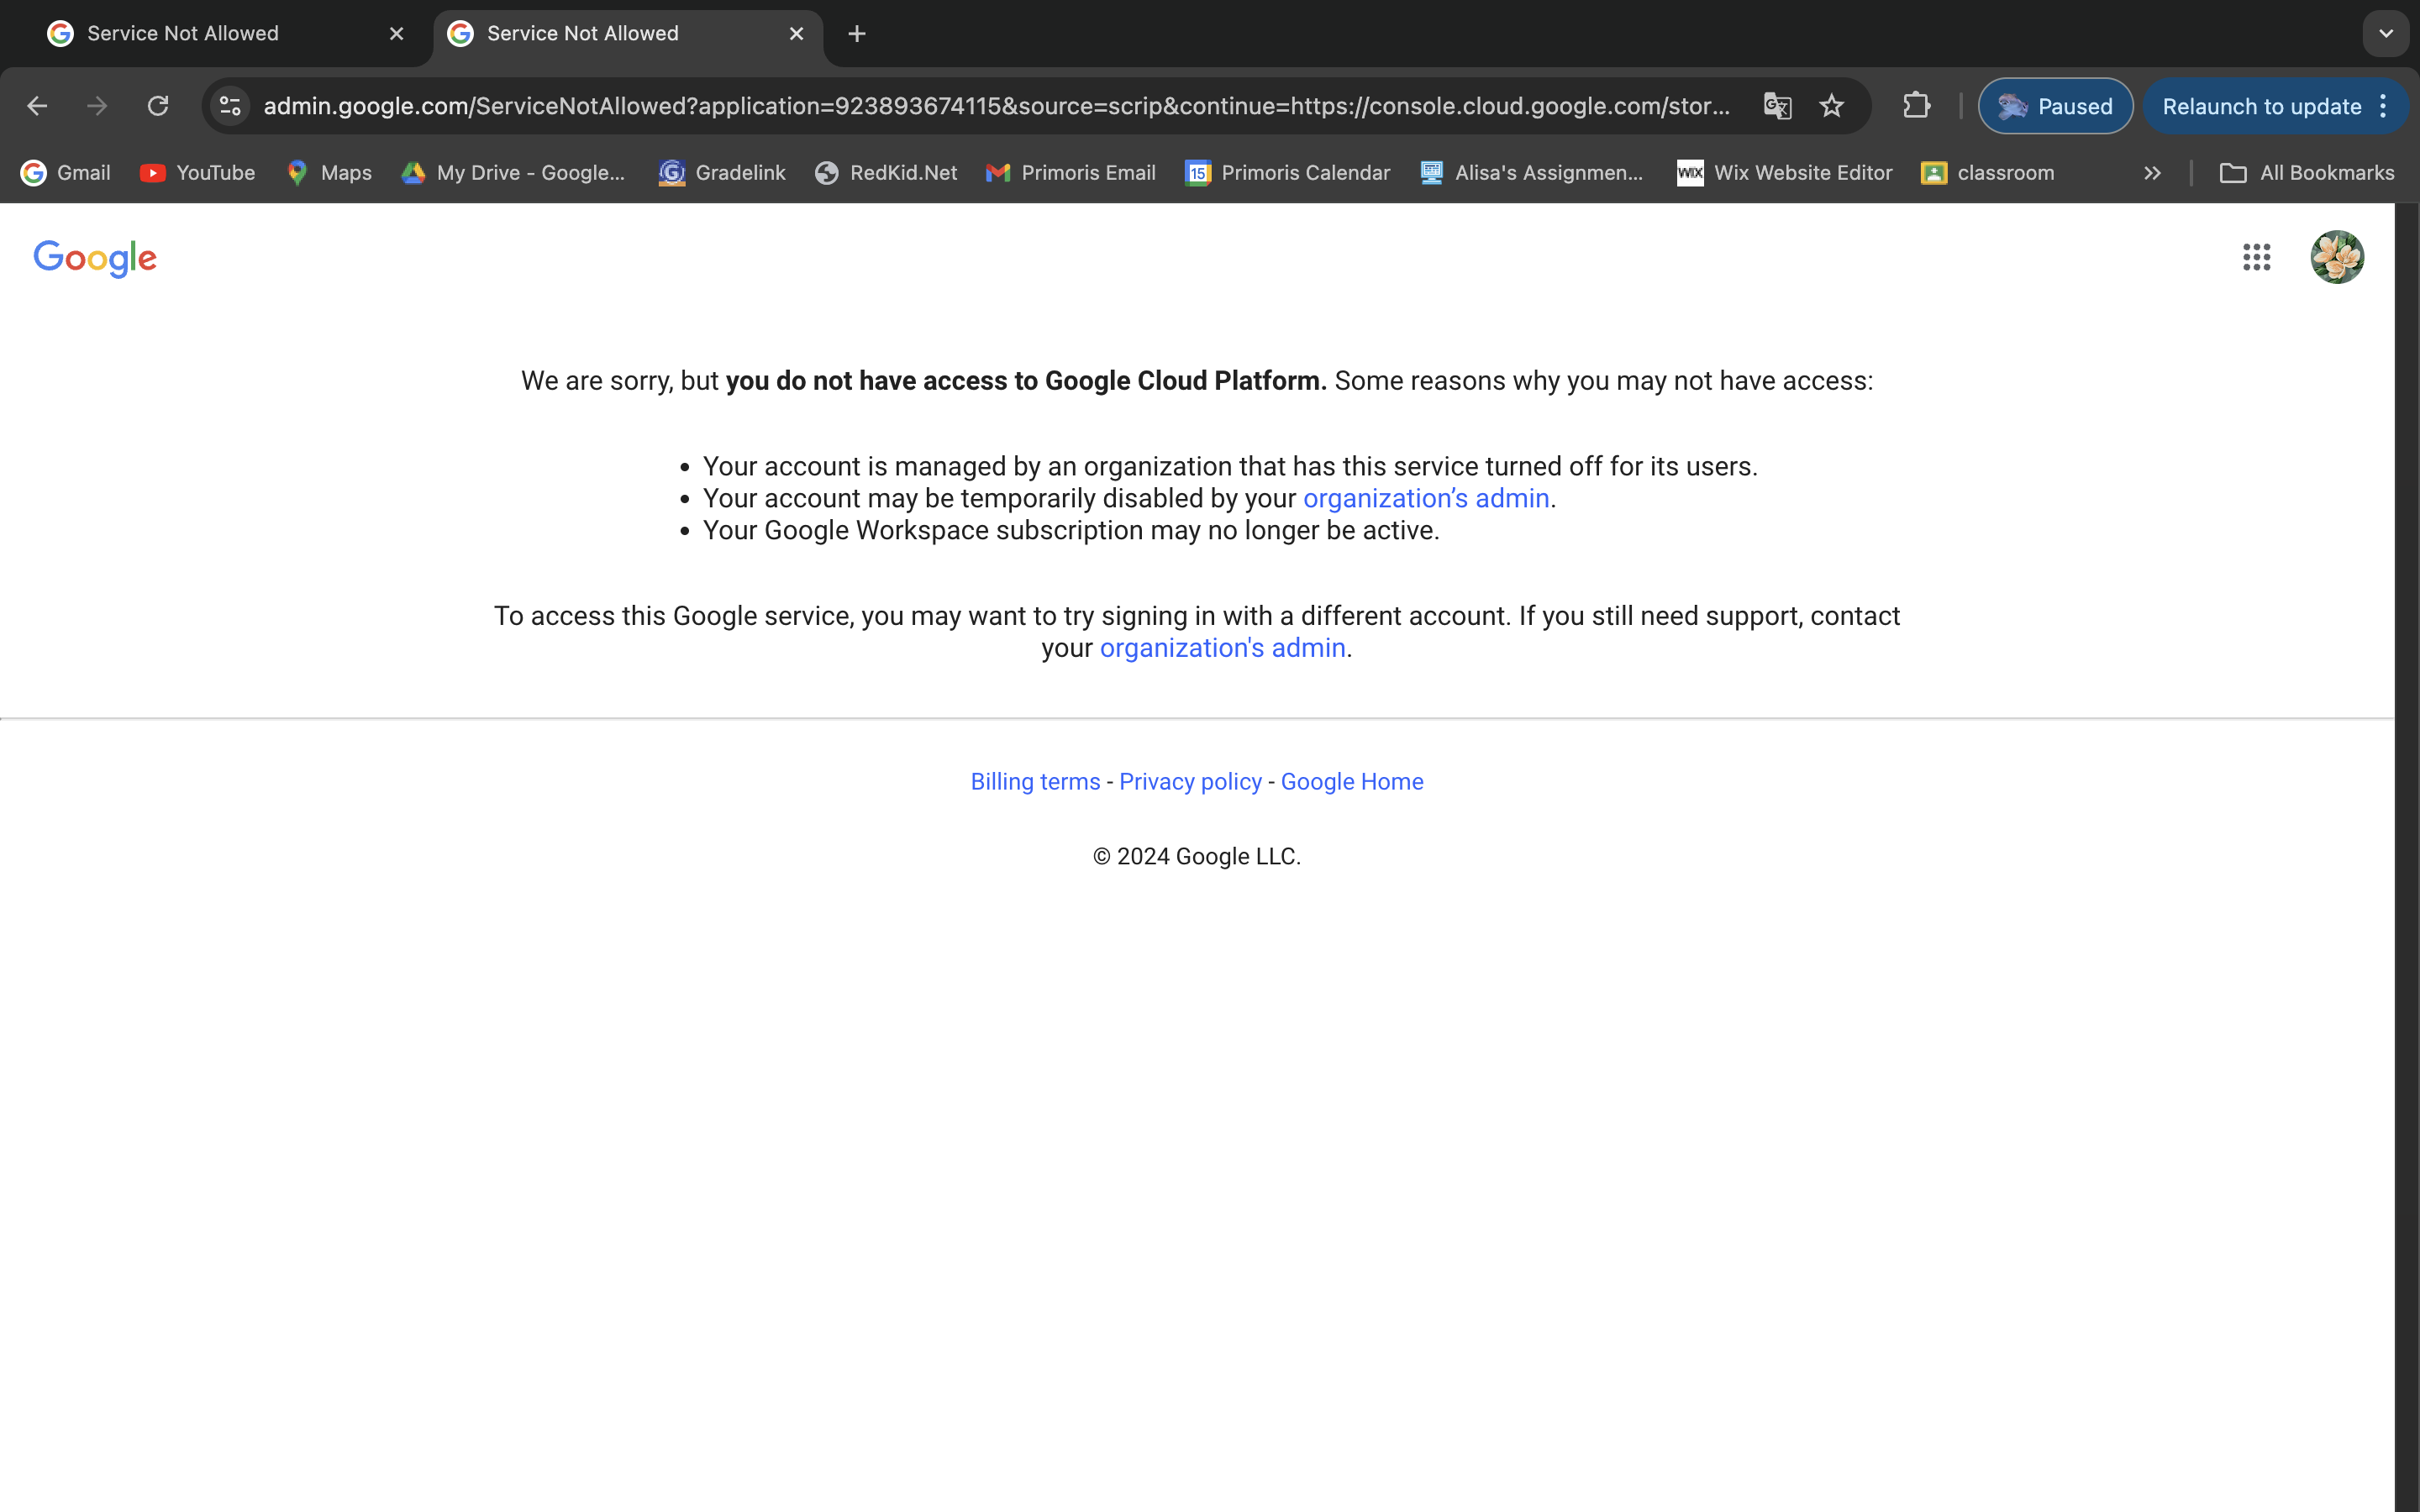 Service Not Allowed
Service Not Allowed
admin.google.com/ServiceNotAllowed?application=923893674115&source=scrip&continue=https://console.cloud.google.com/stor...
Paused
Relaunch to update
Gmail
YouTube
Maps
My Drive - Google...
Gradelink
RedKid.Net
Primoris Email
15
Primoris Calendar
Alisa's Assignmen...
WIX
Wix Website Editor
classroom
All Bookmarks
Google
We are sorry, but you do not have access to Google Cloud Platform. Some reasons why you may not have access:
• Your account is managed by an organization that has this service turned off for its users.
• Your account may be temporarily disabled by your organization’s admin.
• Your Google Workspace subscription may no longer be active.
To access this Google service, you may want to try signing in with a different account. If you still need support, contact
your organization's admin.
Billing terms - Privacy policy - Google Home
© 2024 Google LLC.